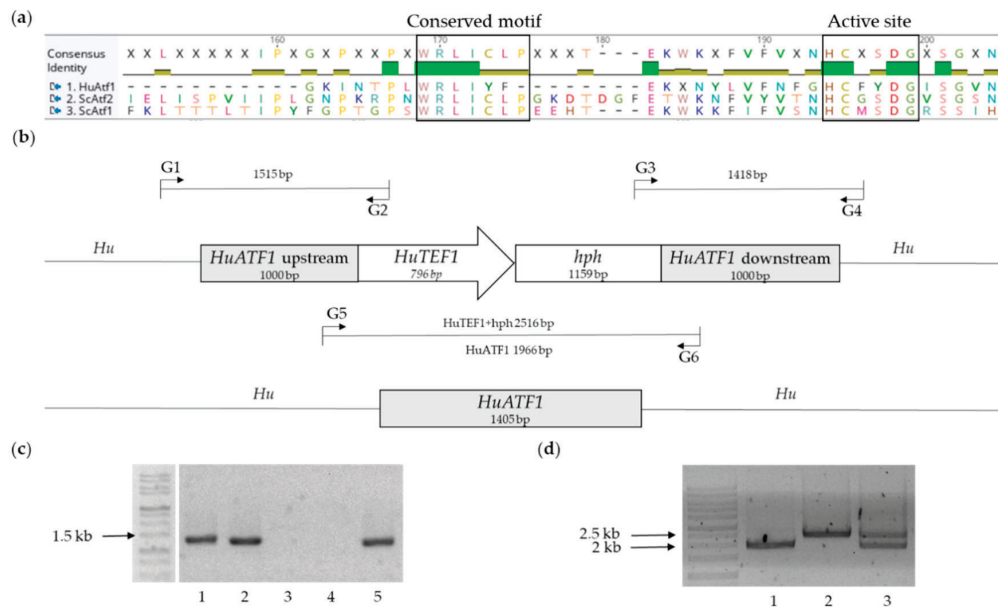 (a)
Conserved motif
Active site
160 170 180 190 200
Consensus X X L X X X X X I P X G X P X X P X W R L I C L P X X X T - - - E K W K X F V F V X N H C X S D G X S G X N
Identity
1. HuAtf1 - - - - - - - - - - - G K I N T P L W R L I Y F - - - - - - - - - E K X N Y L V F N F G H C F Y D G I S G V N
2. ScAtf2 I E L I S P V I I P L G N P K R P N W R L I C L P G K D T D G F E T W K N F V Y V T N H C G S D G V S G S N
3. ScAtf1 F K L T T T L T I P Y F G P T G P S W R L I C L P E E H T - - - E K W K K F I F V S N H C M S D G R S S I H
(b)
G1
1515 bp
G2
G3
1418 bp
G4
Hu
HuATF1 upstream
1000 bp
HuTEF1
796 bp
hph
1159 bp
HuATF1 downstream
1000 bp
Hu
G5
HuTEF1+hph 2516 bp
HuATF1 1966 bp
G6
Hu
HuATF1
1405 bp
Hu
(c)
1.5 kb
1 2 3 4 5
(d)
2.5 kb
2 kb
1 2 3